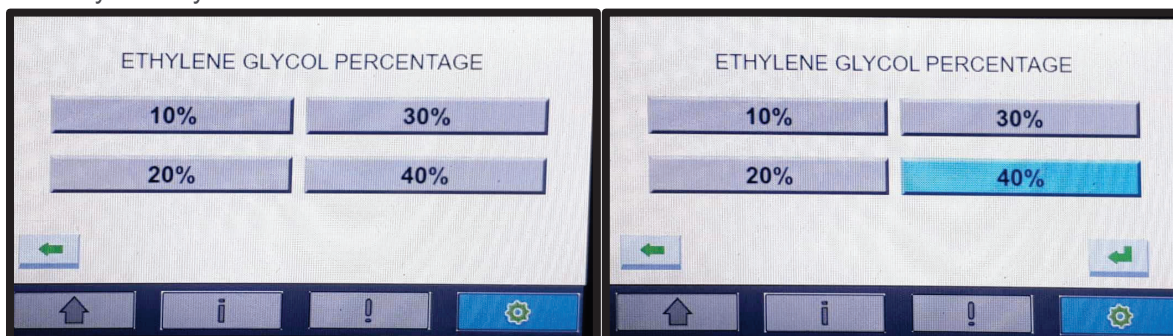 ETHYLENE GLYCOL PERCENTAGE
10% 30%
20% 40%
i !
ETHYLENE GLYCOL PERCENTAGE
10% 30%
20% 40%
i !